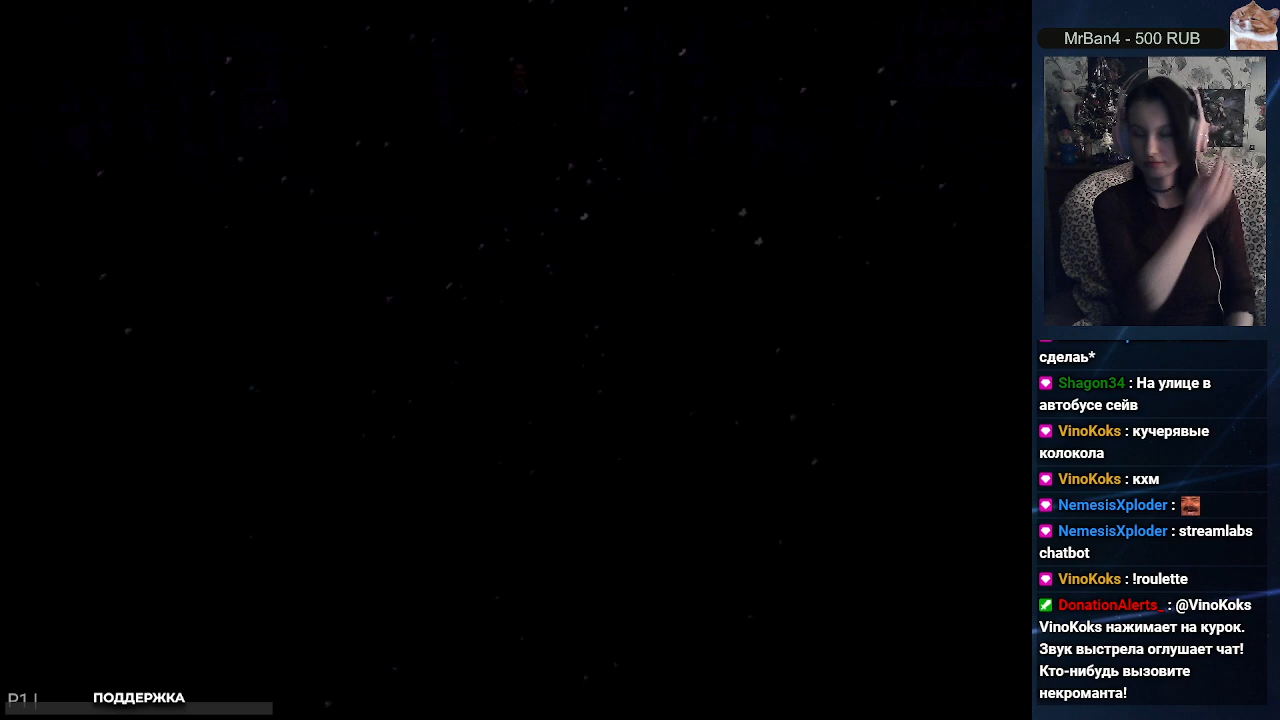 MrBan4 - 500 RUB
сделаь*
Shagon34 : На улице в
автобусе сейв
VinoKoks : кучерявые
колокола
VinoKoks : кхм
NemesisXploder :
NemesisXploder : streamlabs
chatbot
VinoKoks : !roulette
DonationAlerts_ : @VinoKoks
VinoKoks нажимает на курок.
Звук выстрела оглушает чат!
Кто-нибудь вызовите
некроманта!
P1 |
ПОДДЕРЖКА